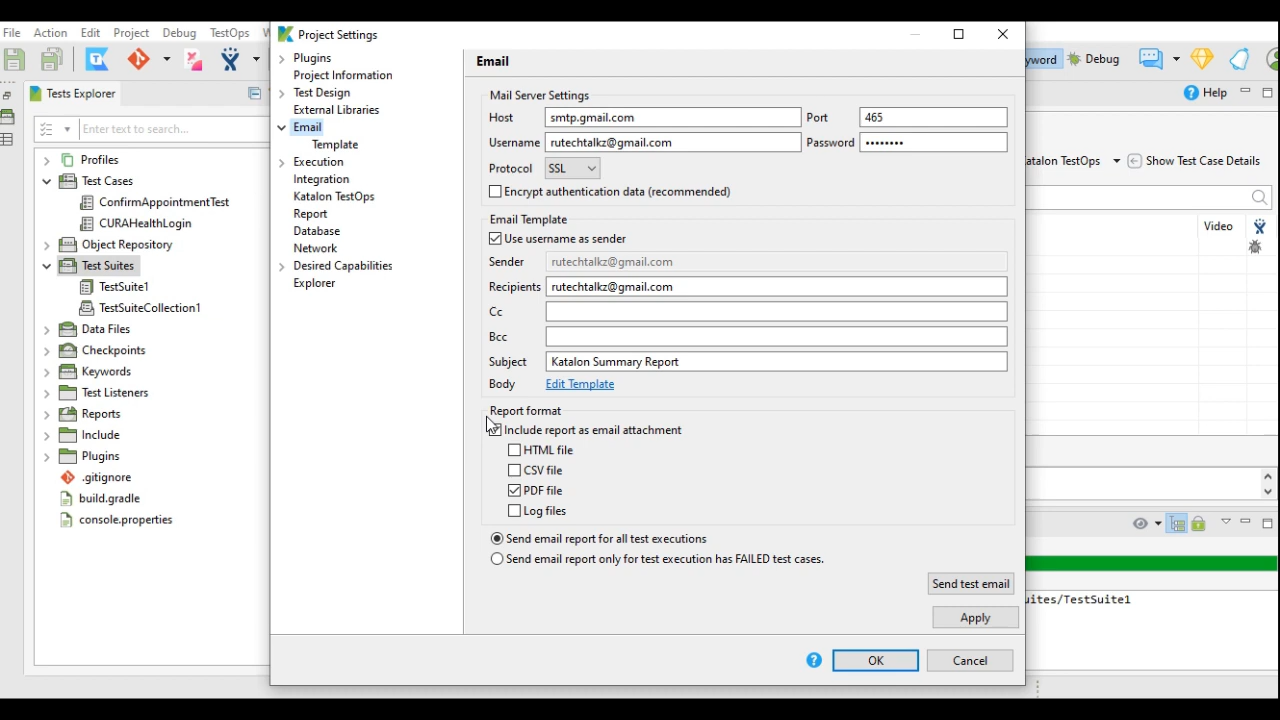 File Action Edit Project Debug TestOps
Project Settings
Debug
Tests Explorer
Help
Enter text to search...
Profiles
Test Cases
ConfirmAppointmentTest
CURAHealthLogin
Object Repository
Test Suites
TestSuite1
TestSuiteCollection1
Data Files
Checkpoints
Keywords
Test Listeners
Reports
Include
Plugins
.gitignore
build.gradle
console.properties
Plugins
Project Information
Test Design
External Libraries
Email
Template
Execution
Integration
Katalon TestOps
Report
Database
Network
Desired Capabilities
Explorer
Email
Mail Server Settings
Host smtp.gmail.com Port 465
Username rutechtalkz@gmail.com Password ••••••••
Protocol SSL
Encrypt authentication data (recommended)
Email Template
Use username as sender
Sender rutechtalkz@gmail.com
Recipients rutechtalkz@gmail.com
Cc
Bcc
Subject Katalon Summary Report
Body Edit Template
Report format
Include report as email attachment
HTML file
CSV file
PDF file
Log files
Send email report for all test executions
Send email report only for test execution has FAILED test cases.
Send test email
Apply
OK Cancel
atalon TestOps Show Test Case Details
Video
uites/TestSuite1